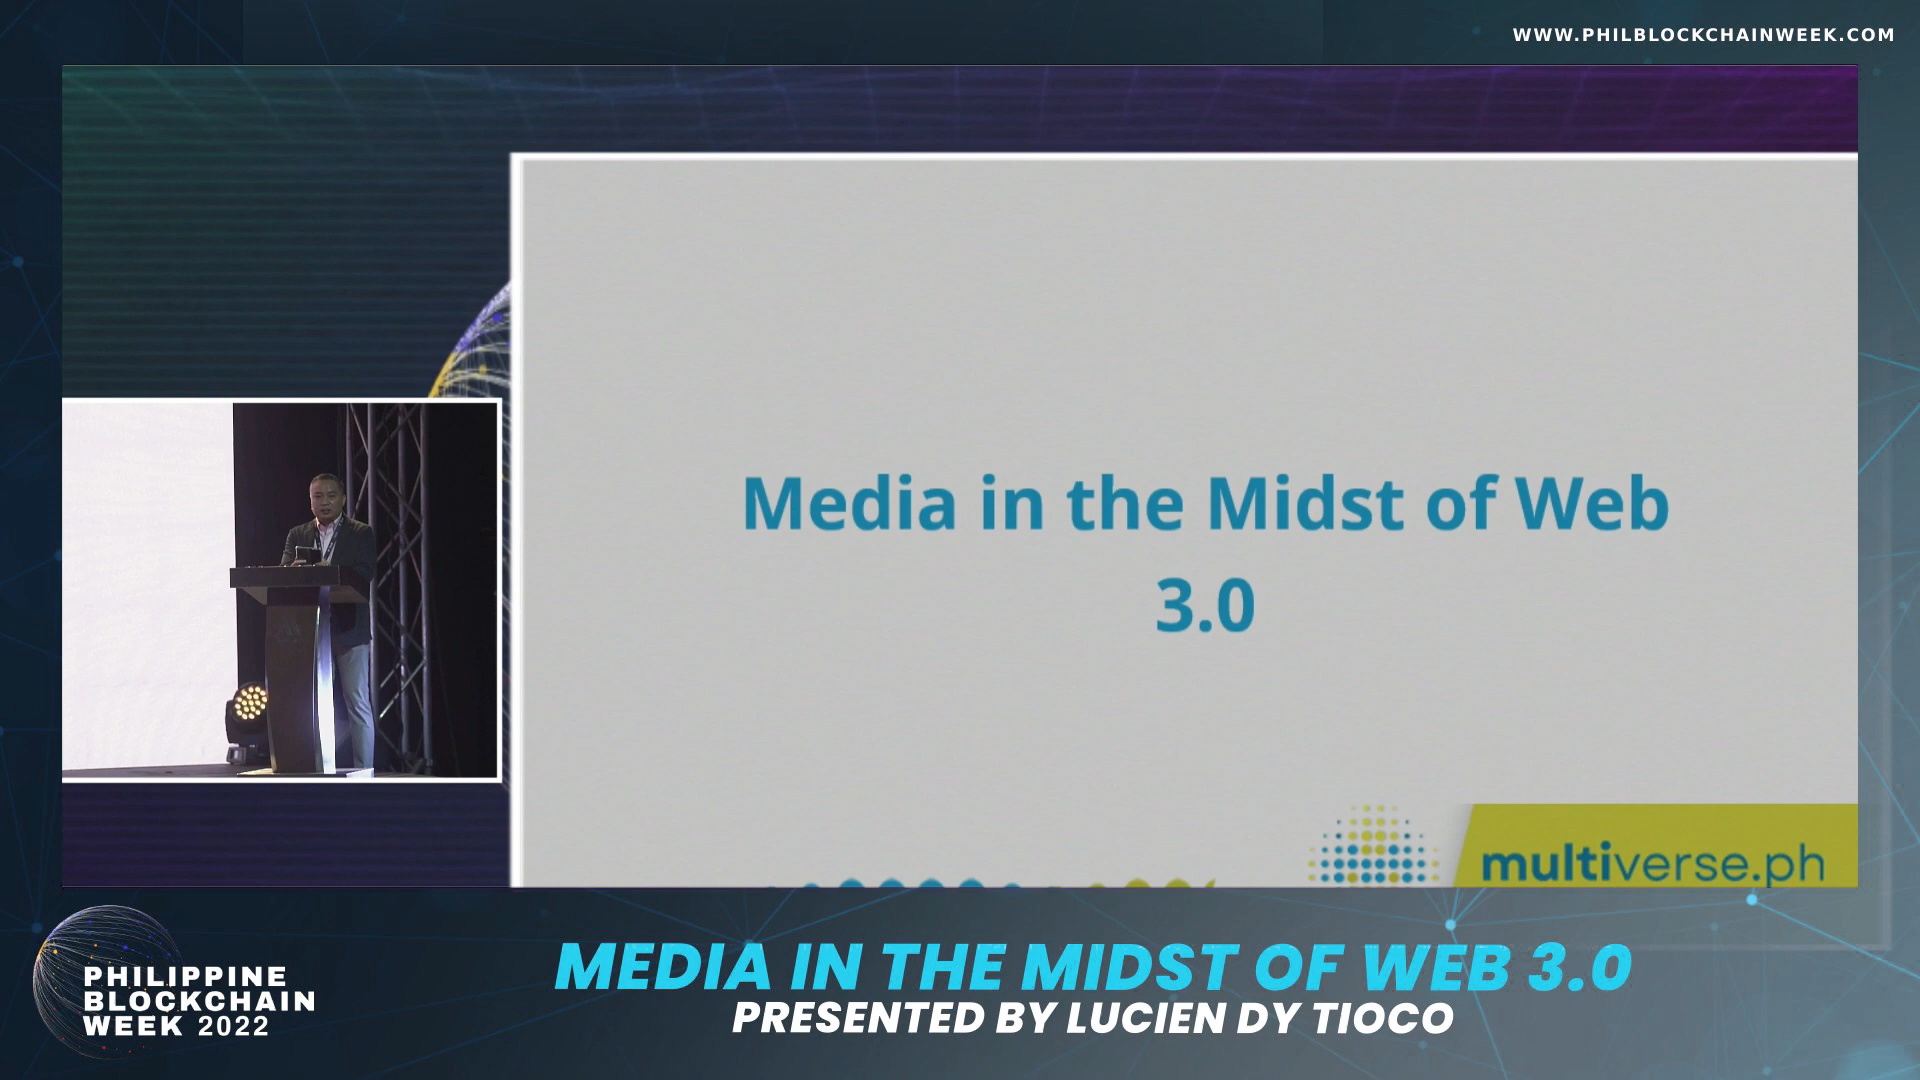 WWW.PHILBLOCKCHAINWEEK.COM
Media in the Midst of Web
3.0
multiverse.ph
PHILIPPINE
BLOCKCHAIN
WEEK 2022
MEDIA IN THE MIDST OF WEB 3.0
PRESENTED BY LUCIEN DY TIOCO